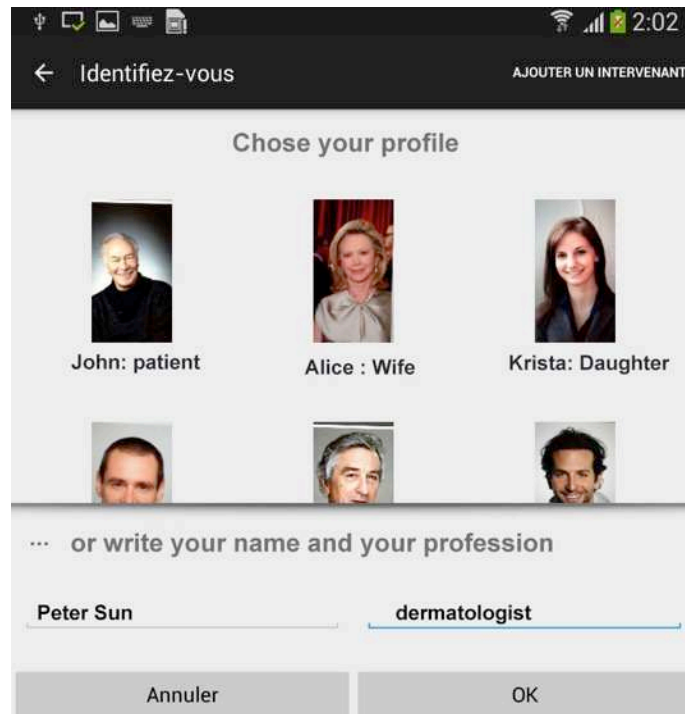 2:02
Identifiez-vous
AJOUTER UN INTERVENANT
Chose your profile
John: patient
Alice : Wife
Krista: Daughter
... or write your name and your profession
Peter Sun
dermatologist
Annuler
OK